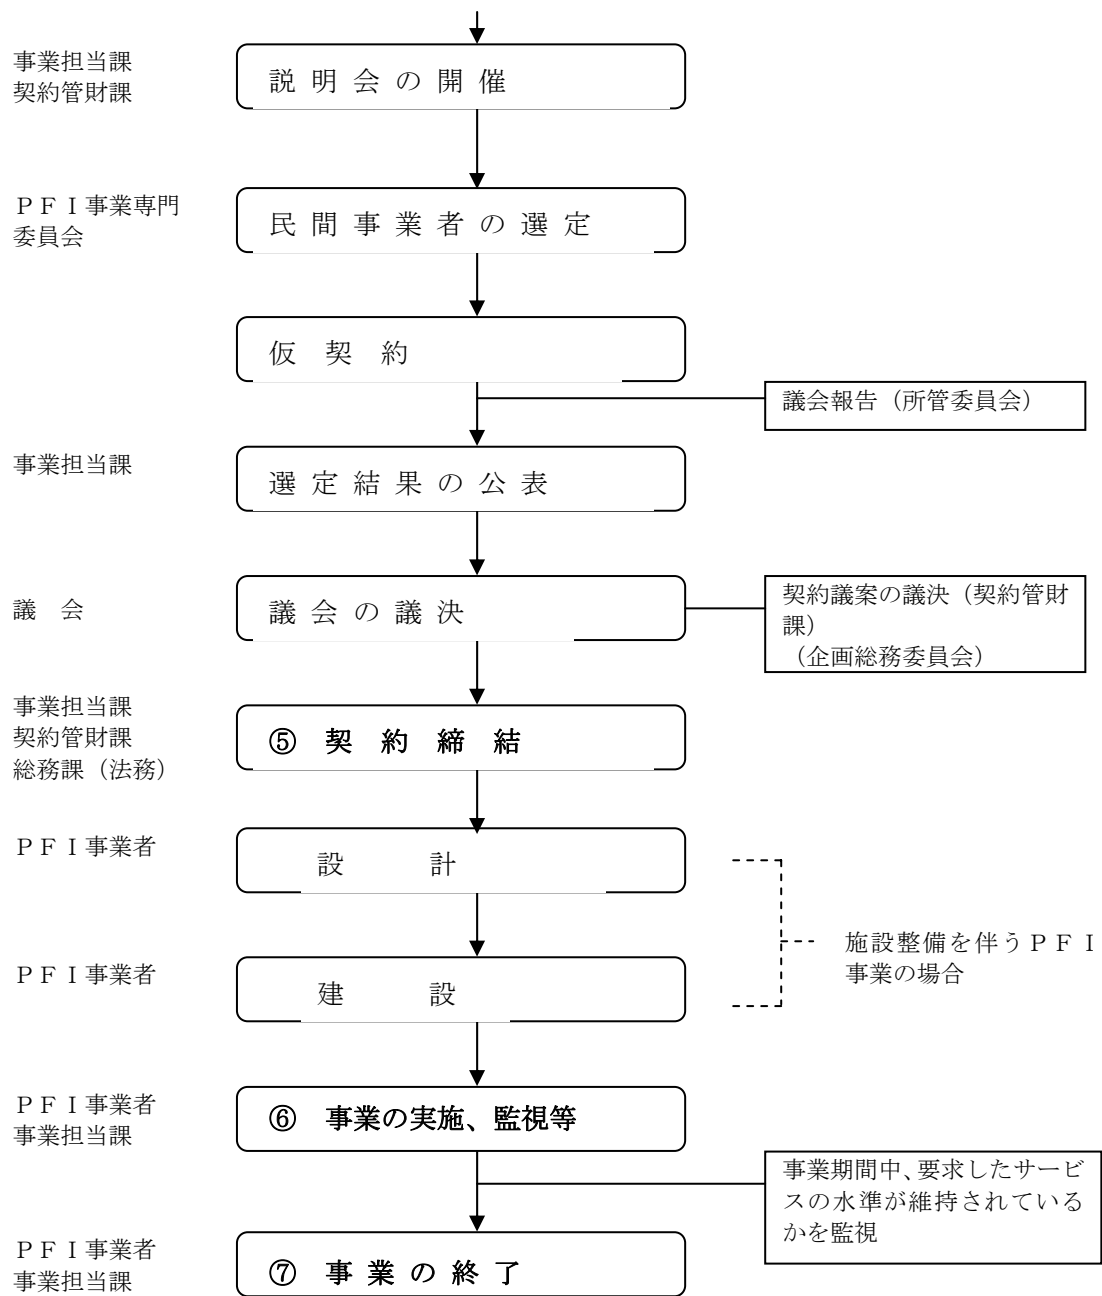 事業担当課
契約管財課
説明会の開催
ＰＦＩ事業専門
委員会
民間事業者の選定
仮　契　約
議会報告（所管委員会）
事業担当課
選定結果の公表
議　会
議会の議決
契約議案の議決（契約管財
課）
（企画総務委員会）
事業担当課
契約管財課
総務課（法務）
⑤　契　約　締　結
ＰＦＩ事業者
設　　　計
施設整備を伴うＰＦＩ
事業の場合
ＰＦＩ事業者
建　　　設
ＰＦＩ事業者
事業担当課
⑥　事業の実施、監視等
事業期間中、要求したサービ
スの水準が維持されている
かを監視
ＰＦＩ事業者
事業担当課
⑦　事業の終了